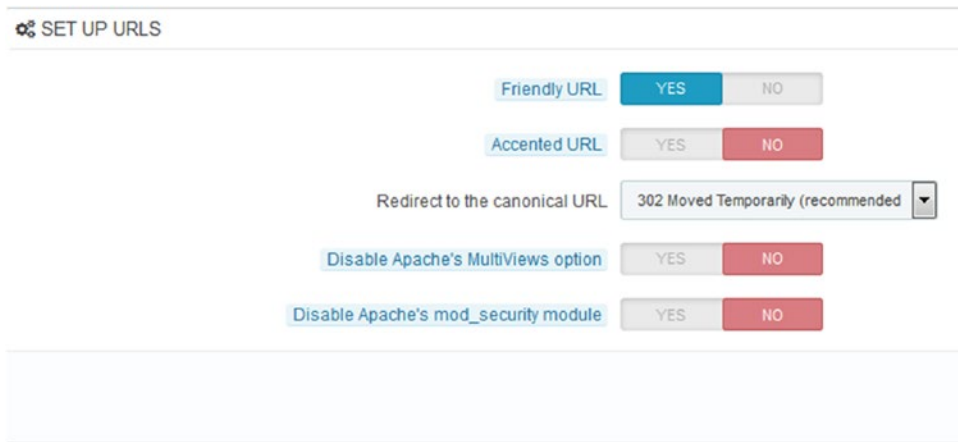 SET UP URLS
Friendly URL YES NO
Accented URL YES NO
Redirect to the canonical URL 302 Moved Temporarily (recommended
Disable Apache's MultiViews option YES NO
Disable Apache's mod_security module YES NO